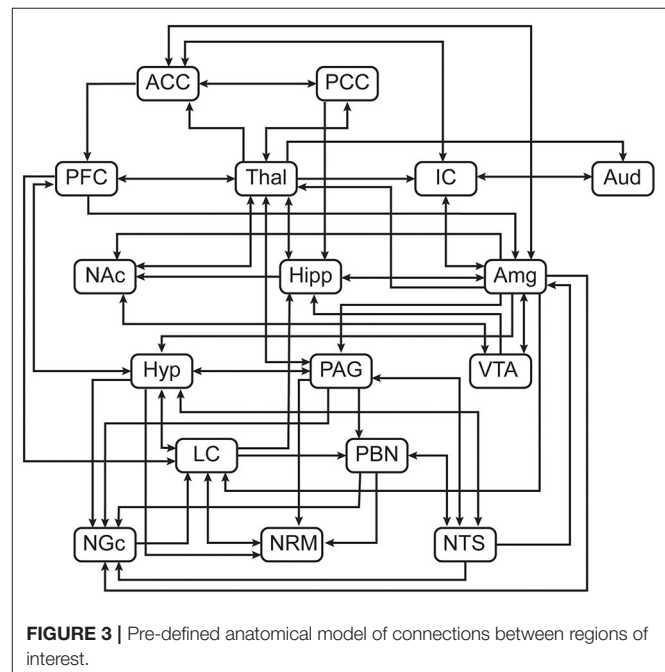 ACC PCC
PFC Thal IC Aud
NAc Hipp Amg
Hyp PAG VTA
LC PBN
NGc NRM NTS
FIGURE 3 | Pre-defined anatomical model of connections between regions of
interest.